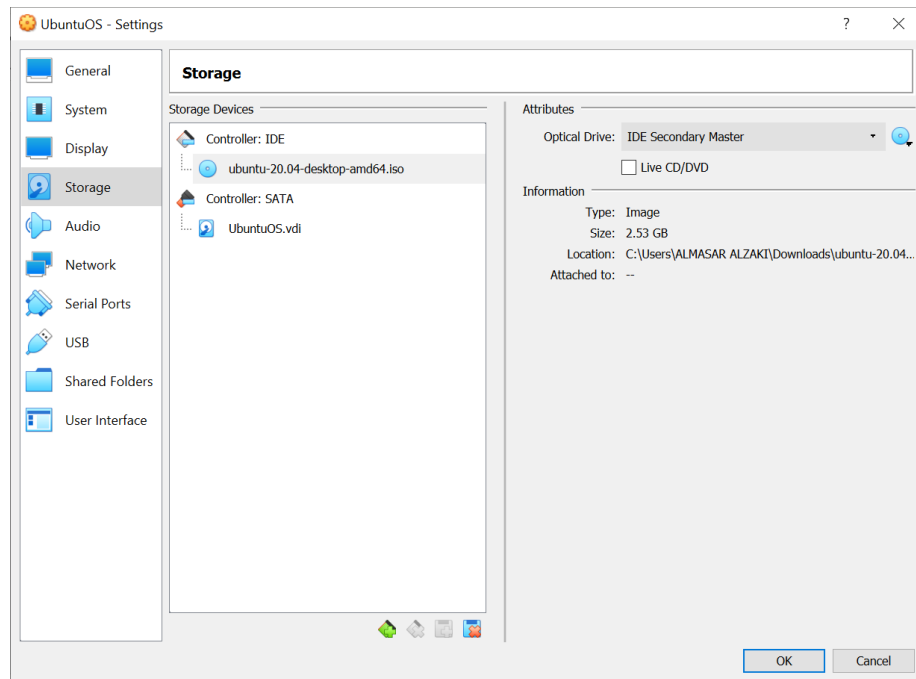 UbuntuOS - Settings
?
General
System
Display
Storage
Audio
Network
Serial Ports
USB
Shared Folders
User Interface
Storage
Storage Devices
Controller: IDE
ubuntu-20.04-desktop-amd64.iso
Controller: SATA
UbuntuOS.vdi
Attributes
Optical Drive: IDE Secondary Master
Live CD/DVD
Information
Type: Image
Size: 2.53 GB
Location: C:\Users\ALMASAR ALZAKI\Downloads\ubuntu-20.04...
Attached to: --
OK Cancel